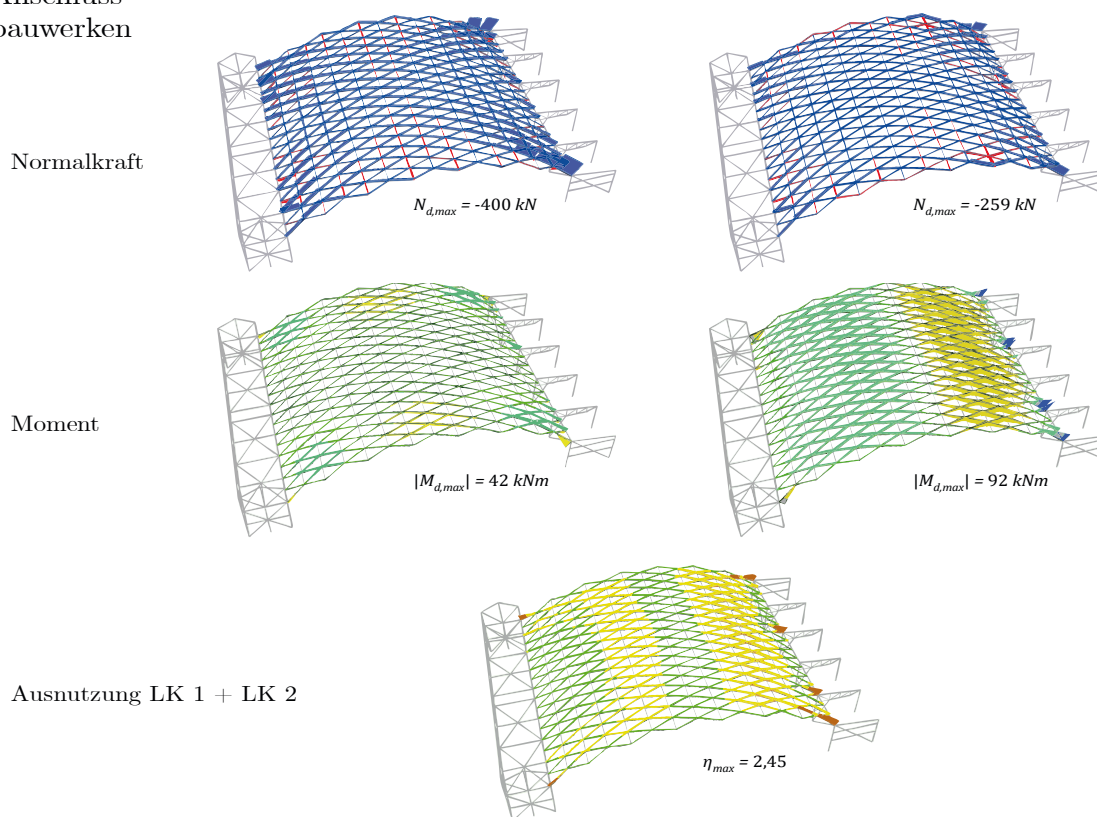 bauwerken
Normalkraft
N_d,max = -400 kN
N_d,max = -259 kN
Moment
|M_d,max| = 42 kNm
|M_d,max| = 92 kNm
Ausnutzung LK 1 + LK 2
η_max = 2,45